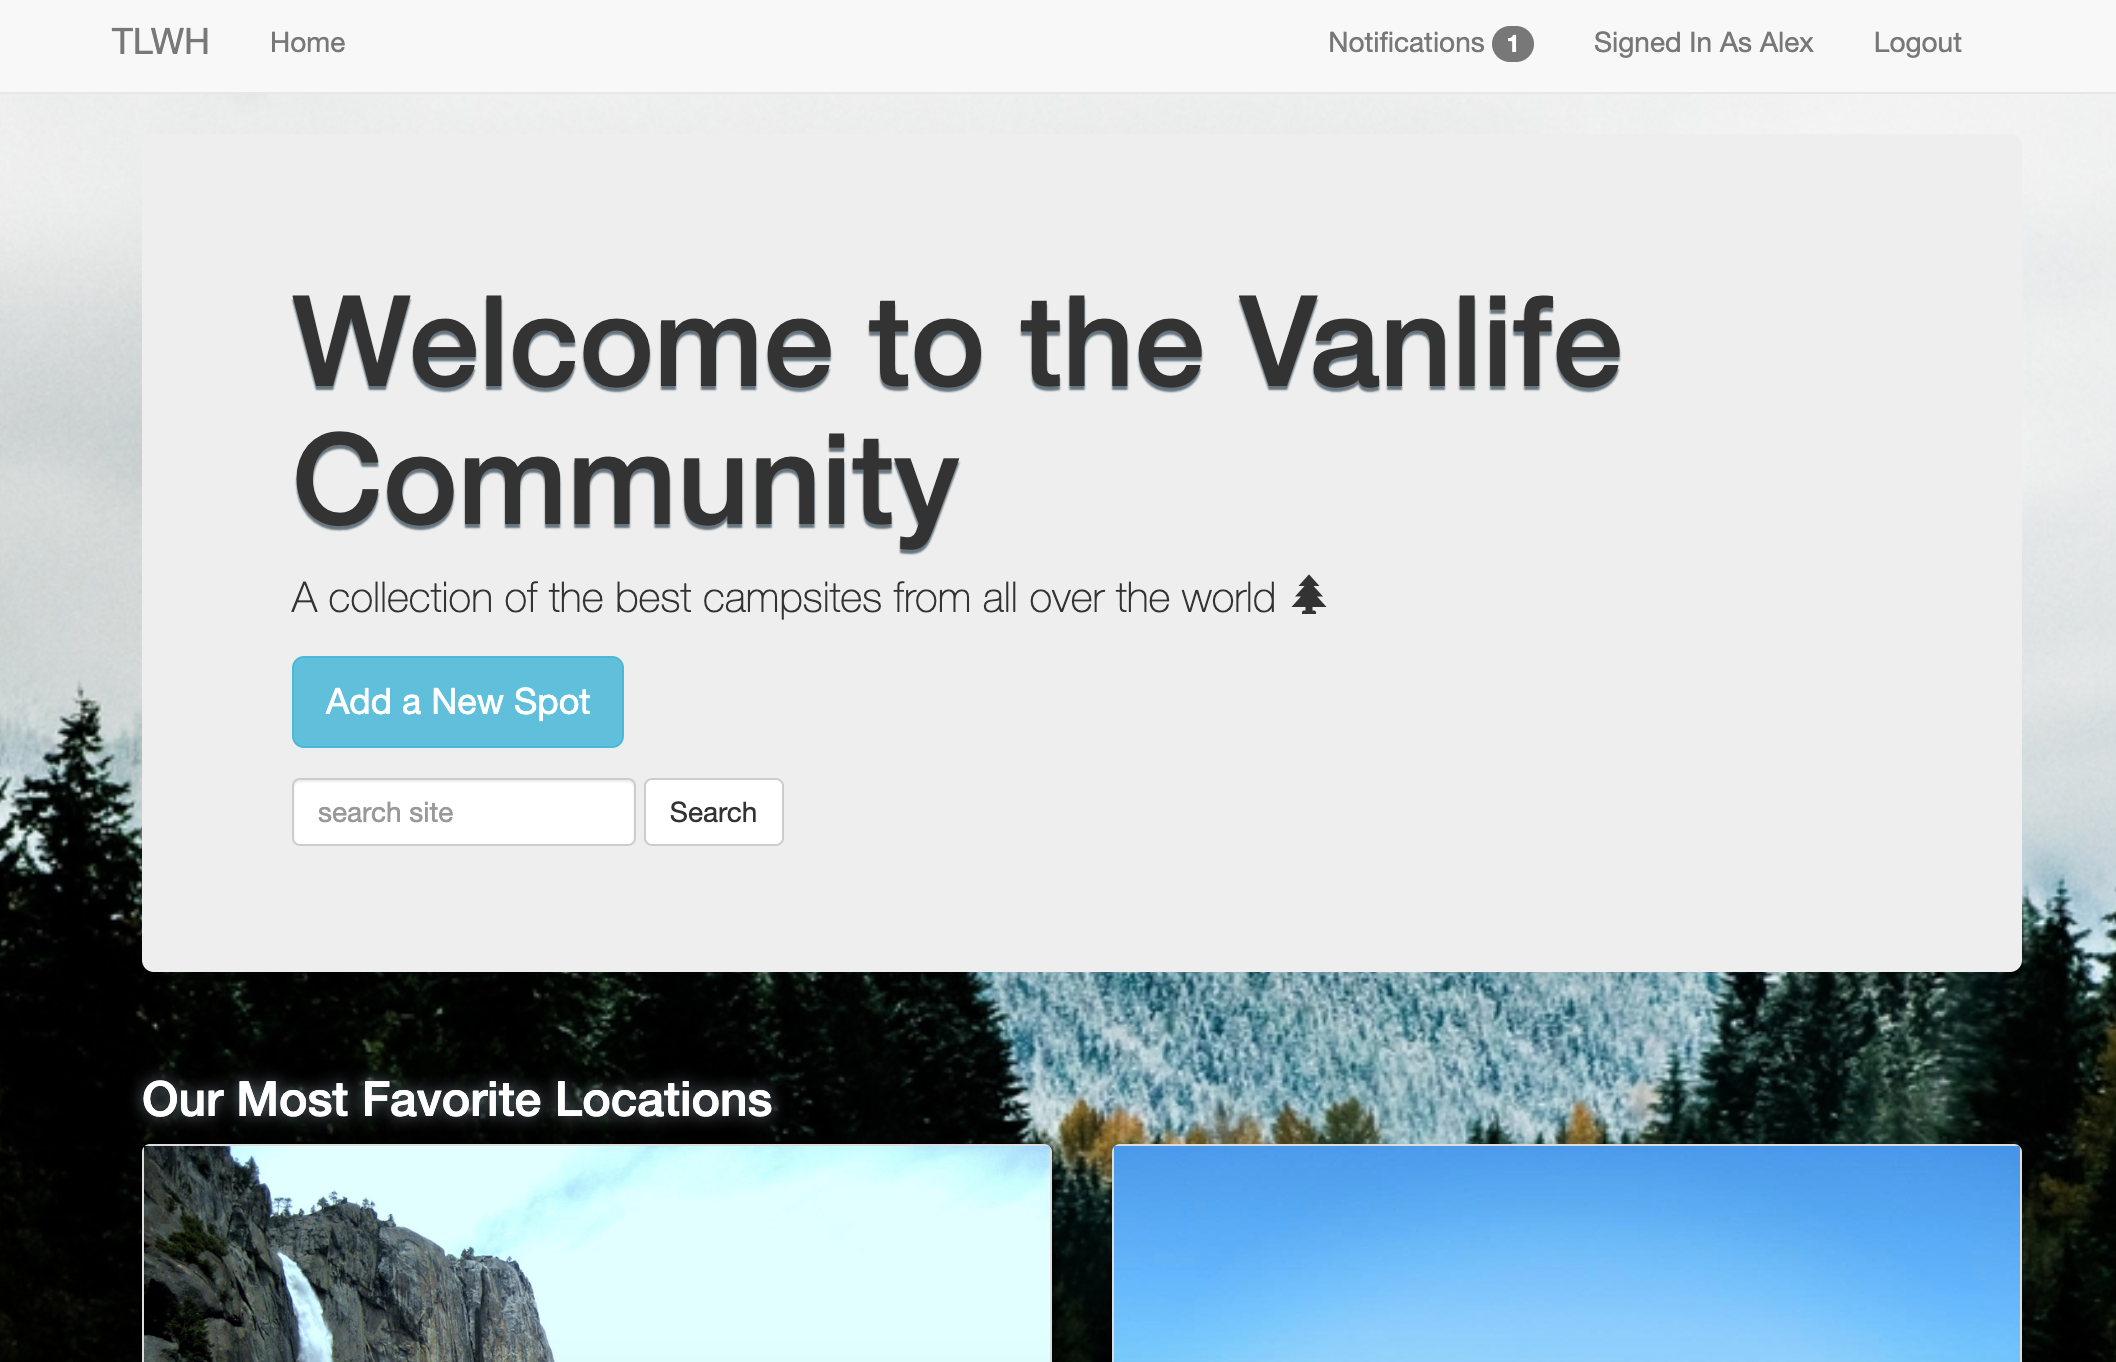 TLWH Home Notifications 1 Signed In As Alex Logout
Welcome to the Vanlife
Community
A collection of the best campsites from all over the world
Add a New Spot
search site Search
Our Most Favorite Locations